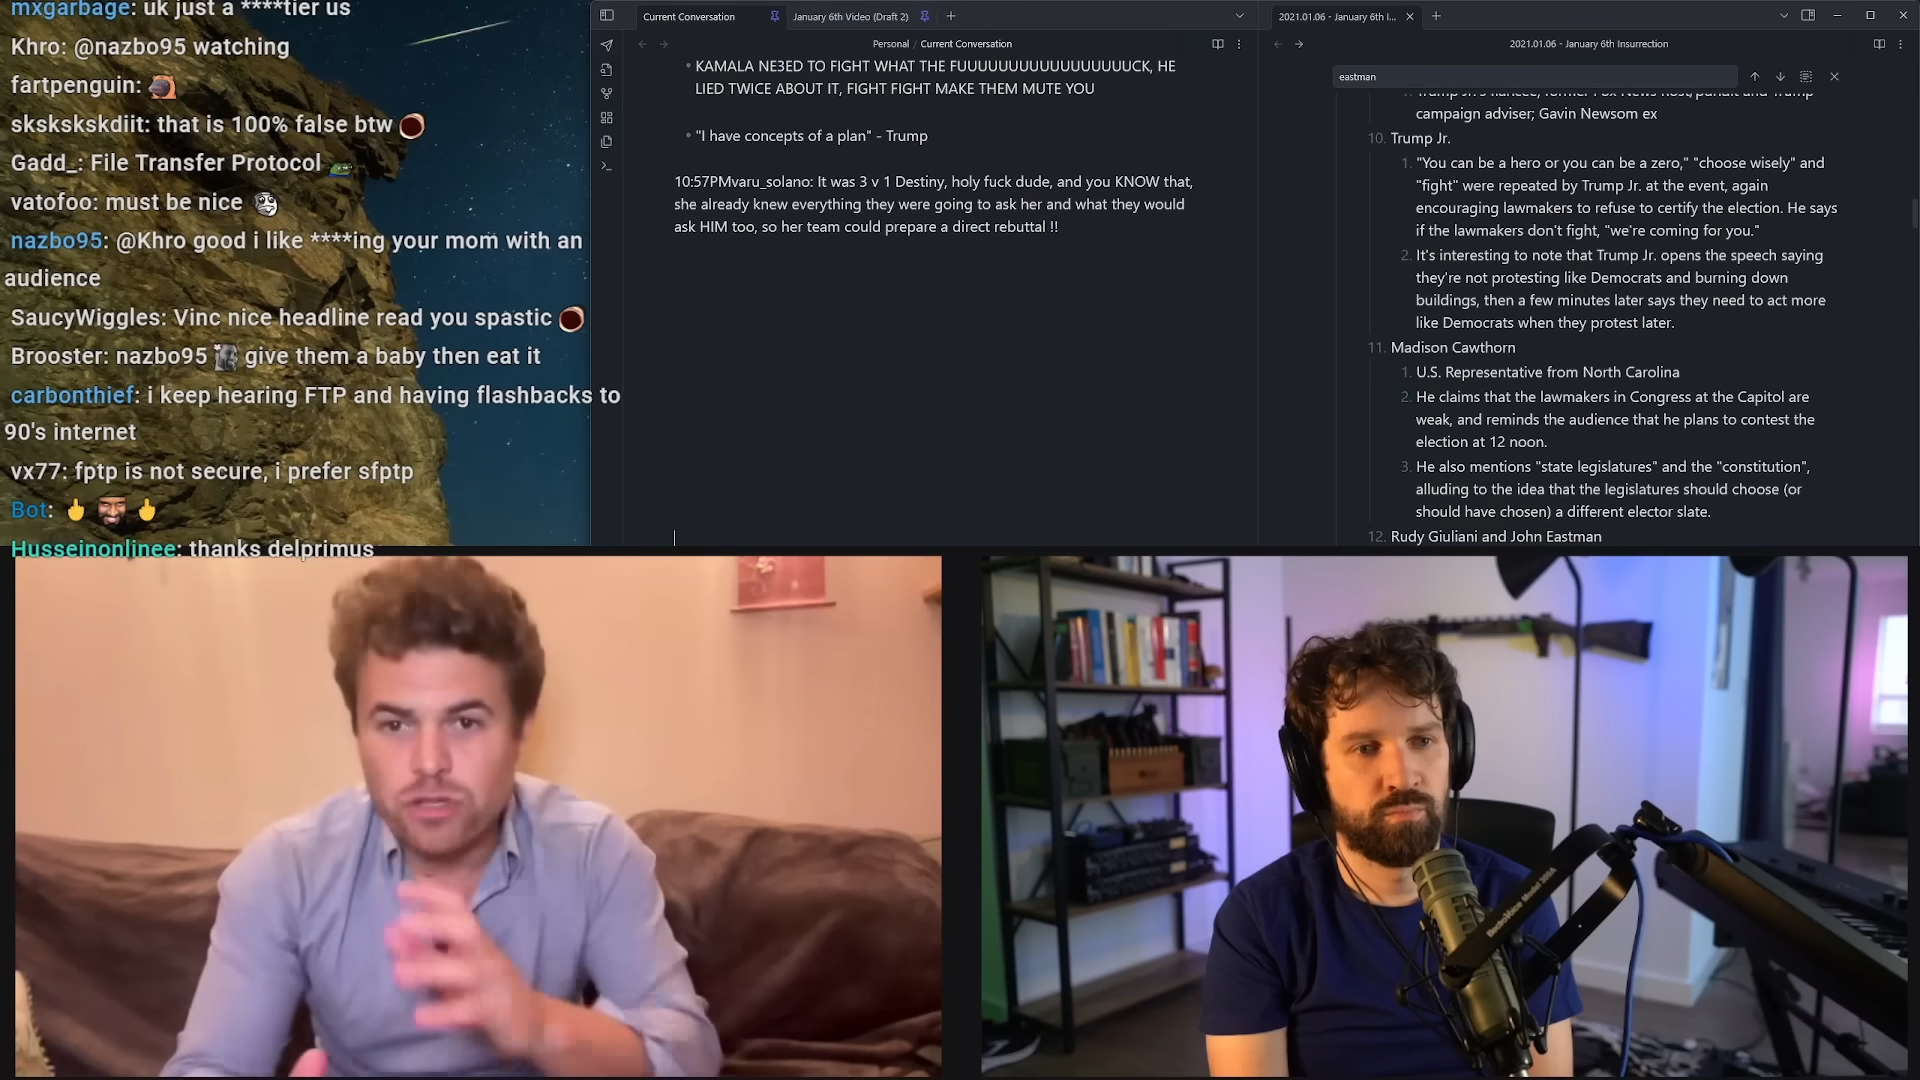 mxgarbage: uk just a ****tier us
Khro: @nazbo95 watching
fartpenguin:
sksksksdkdiit: that is 100% false btw
Gadd_: File Transfer Protocol
vatofoo: must be nice
nazbo95: @Khro good i like ****ing your mom with an
audience
SaucyWiggles: Vinc nice headline read you spastic
Brooster: nazbo95 give them a baby then eat it
carbonthief: i keep hearing FTP and having flashbacks to
90's internet
vx77: fptp is not secure, i prefer sfptp
Bot:
Husseinonlinee: thanks delprimus
Current Conversation
January 6th Video (Draft 2)
Personal / Current Conversation
• KAMALA NE3ED TO FIGHT WHAT THE FUUUUUUUUUUUUUUUUUCK, HE
LIED TWICE ABOUT IT, FIGHT FIGHT MAKE THEM MUTE YOU
• "I have concepts of a plan" - Trump
10:57PMvaru_solano: It was 3 v 1 Destiny, holy fuck dude, and you KNOW that,
she already knew everything they were going to ask her and what they would
ask HIM too, so her team could prepare a direct rebuttal !!
2021.01.06 - January 6th I...
2021.01.06 - January 6th Insurrection
eastman
campaign adviser; Gavin Newsom ex
10. Trump Jr.
1. "You can be a hero or you can be a zero," "choose wisely" and
"fight" were repeated by Trump Jr. at the event, again
encouraging lawmakers to refuse to certify the election. He says
if the lawmakers don't fight, "we're coming for you."
2. It's interesting to note that Trump Jr. opens the speech saying
they're not protesting like Democrats and burning down
buildings, then a few minutes later says they need to act more
like Democrats when they protest later.
11. Madison Cawthorn
1. U.S. Representative from North Carolina
2. He claims that the lawmakers in Congress at the Capitol are
weak, and reminds the audience that he plans to contest the
election at 12 noon.
3. He also mentions "state legislatures" and the "constitution",
alluding to the idea that the legislatures should choose (or
should have chosen) a different elector slate.
12. Rudy Giuliani and John Eastman